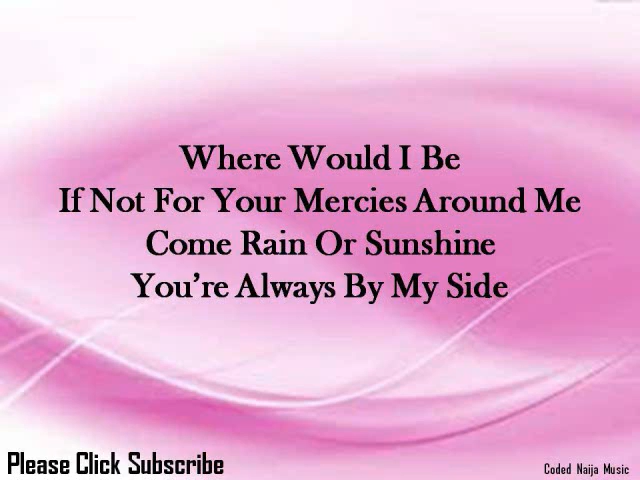 Where Would I Be
If Not For Your Mercies Around Me
Come Rain Or Sunshine
You’re Always By My Side
Please Click Subscribe
Coded Naija Music